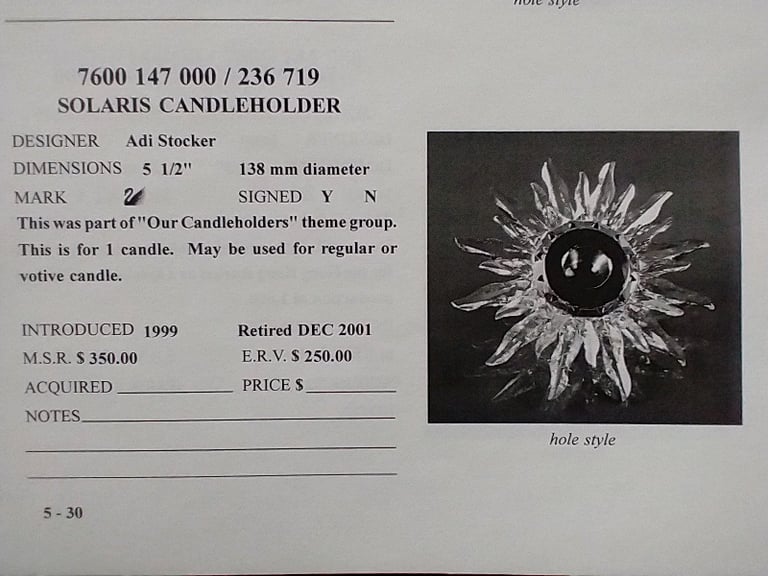 hole style
7600 147 000 / 236 719
SOLARIS CANDLEHOLDER
DESIGNER Adi Stocker
DIMENSIONS 5 1/2" 138 mm diameter
MARK SIGNED Y N
This was part of "Our Candleholders" theme group.
This is for 1 candle. May be used for regular or
votive candle.
INTRODUCED 1999 Retired DEC 2001
M.S.R. $ 350.00 E.R.V. $ 250.00
ACQUIRED PRICE $
NOTES
hole style
5 - 30